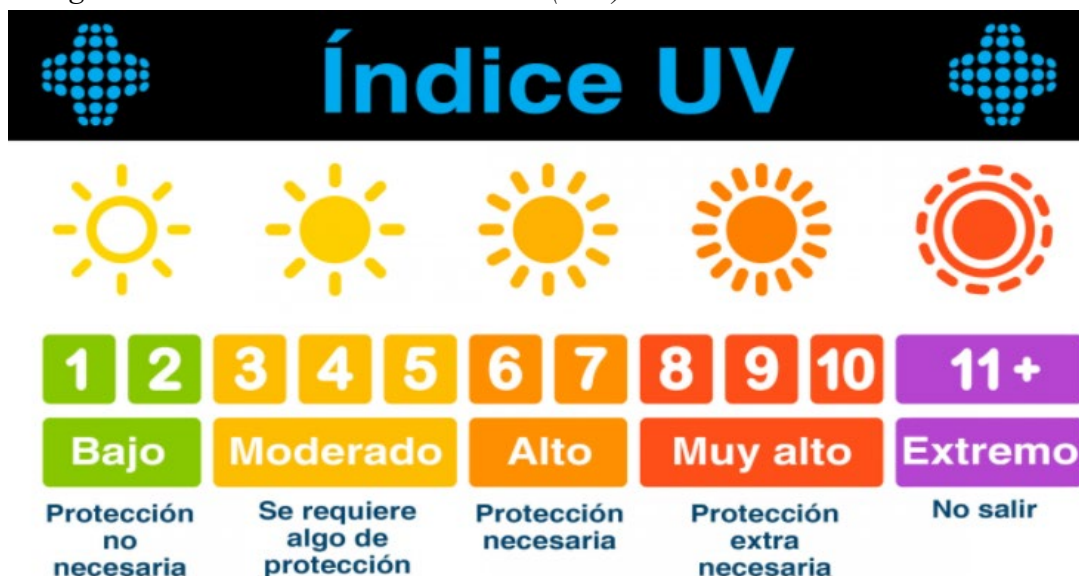 Índice UV
1 2 3 4 5 6 7 8 9 10 11+
Bajo Moderado Alto Muy alto Extremo
Protección
no
necesaria
Se requiere
algo de
protección
Protección
necesaria
Protección
extra
necesaria
No salir